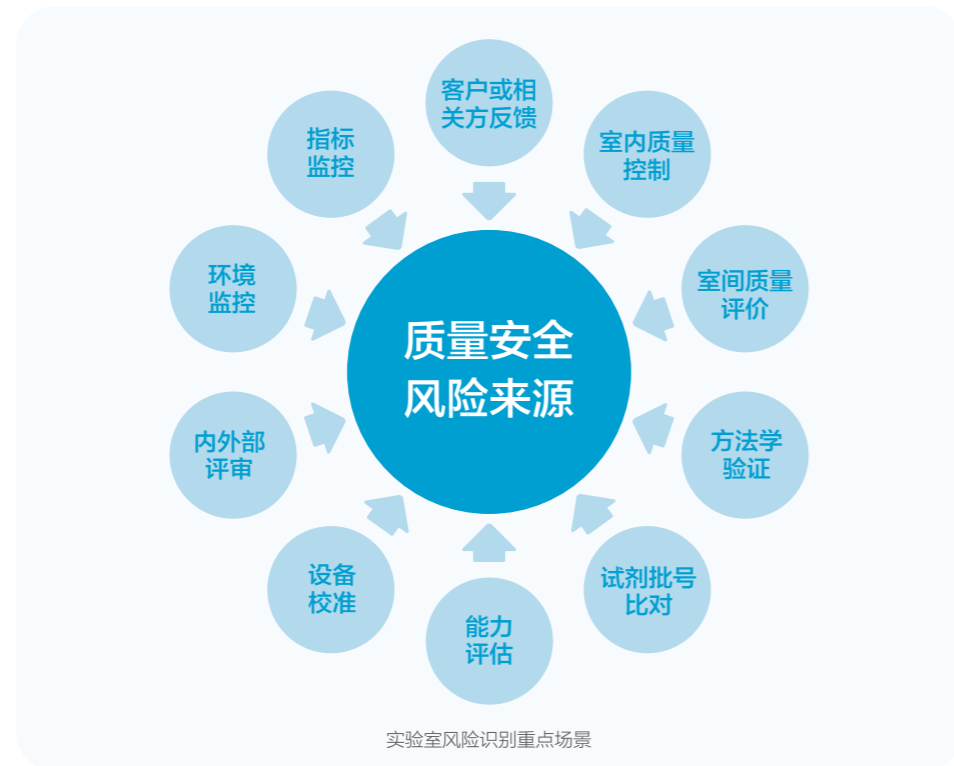 客户或相
关方反馈
指标
监控
室内质量
控制
环境
监控
室间质量
评价
质量安全
风险来源
内外部
评审
方法学
验证
设备
校准
试剂批号
比对
能力
评估
实验室风险识别重点场景